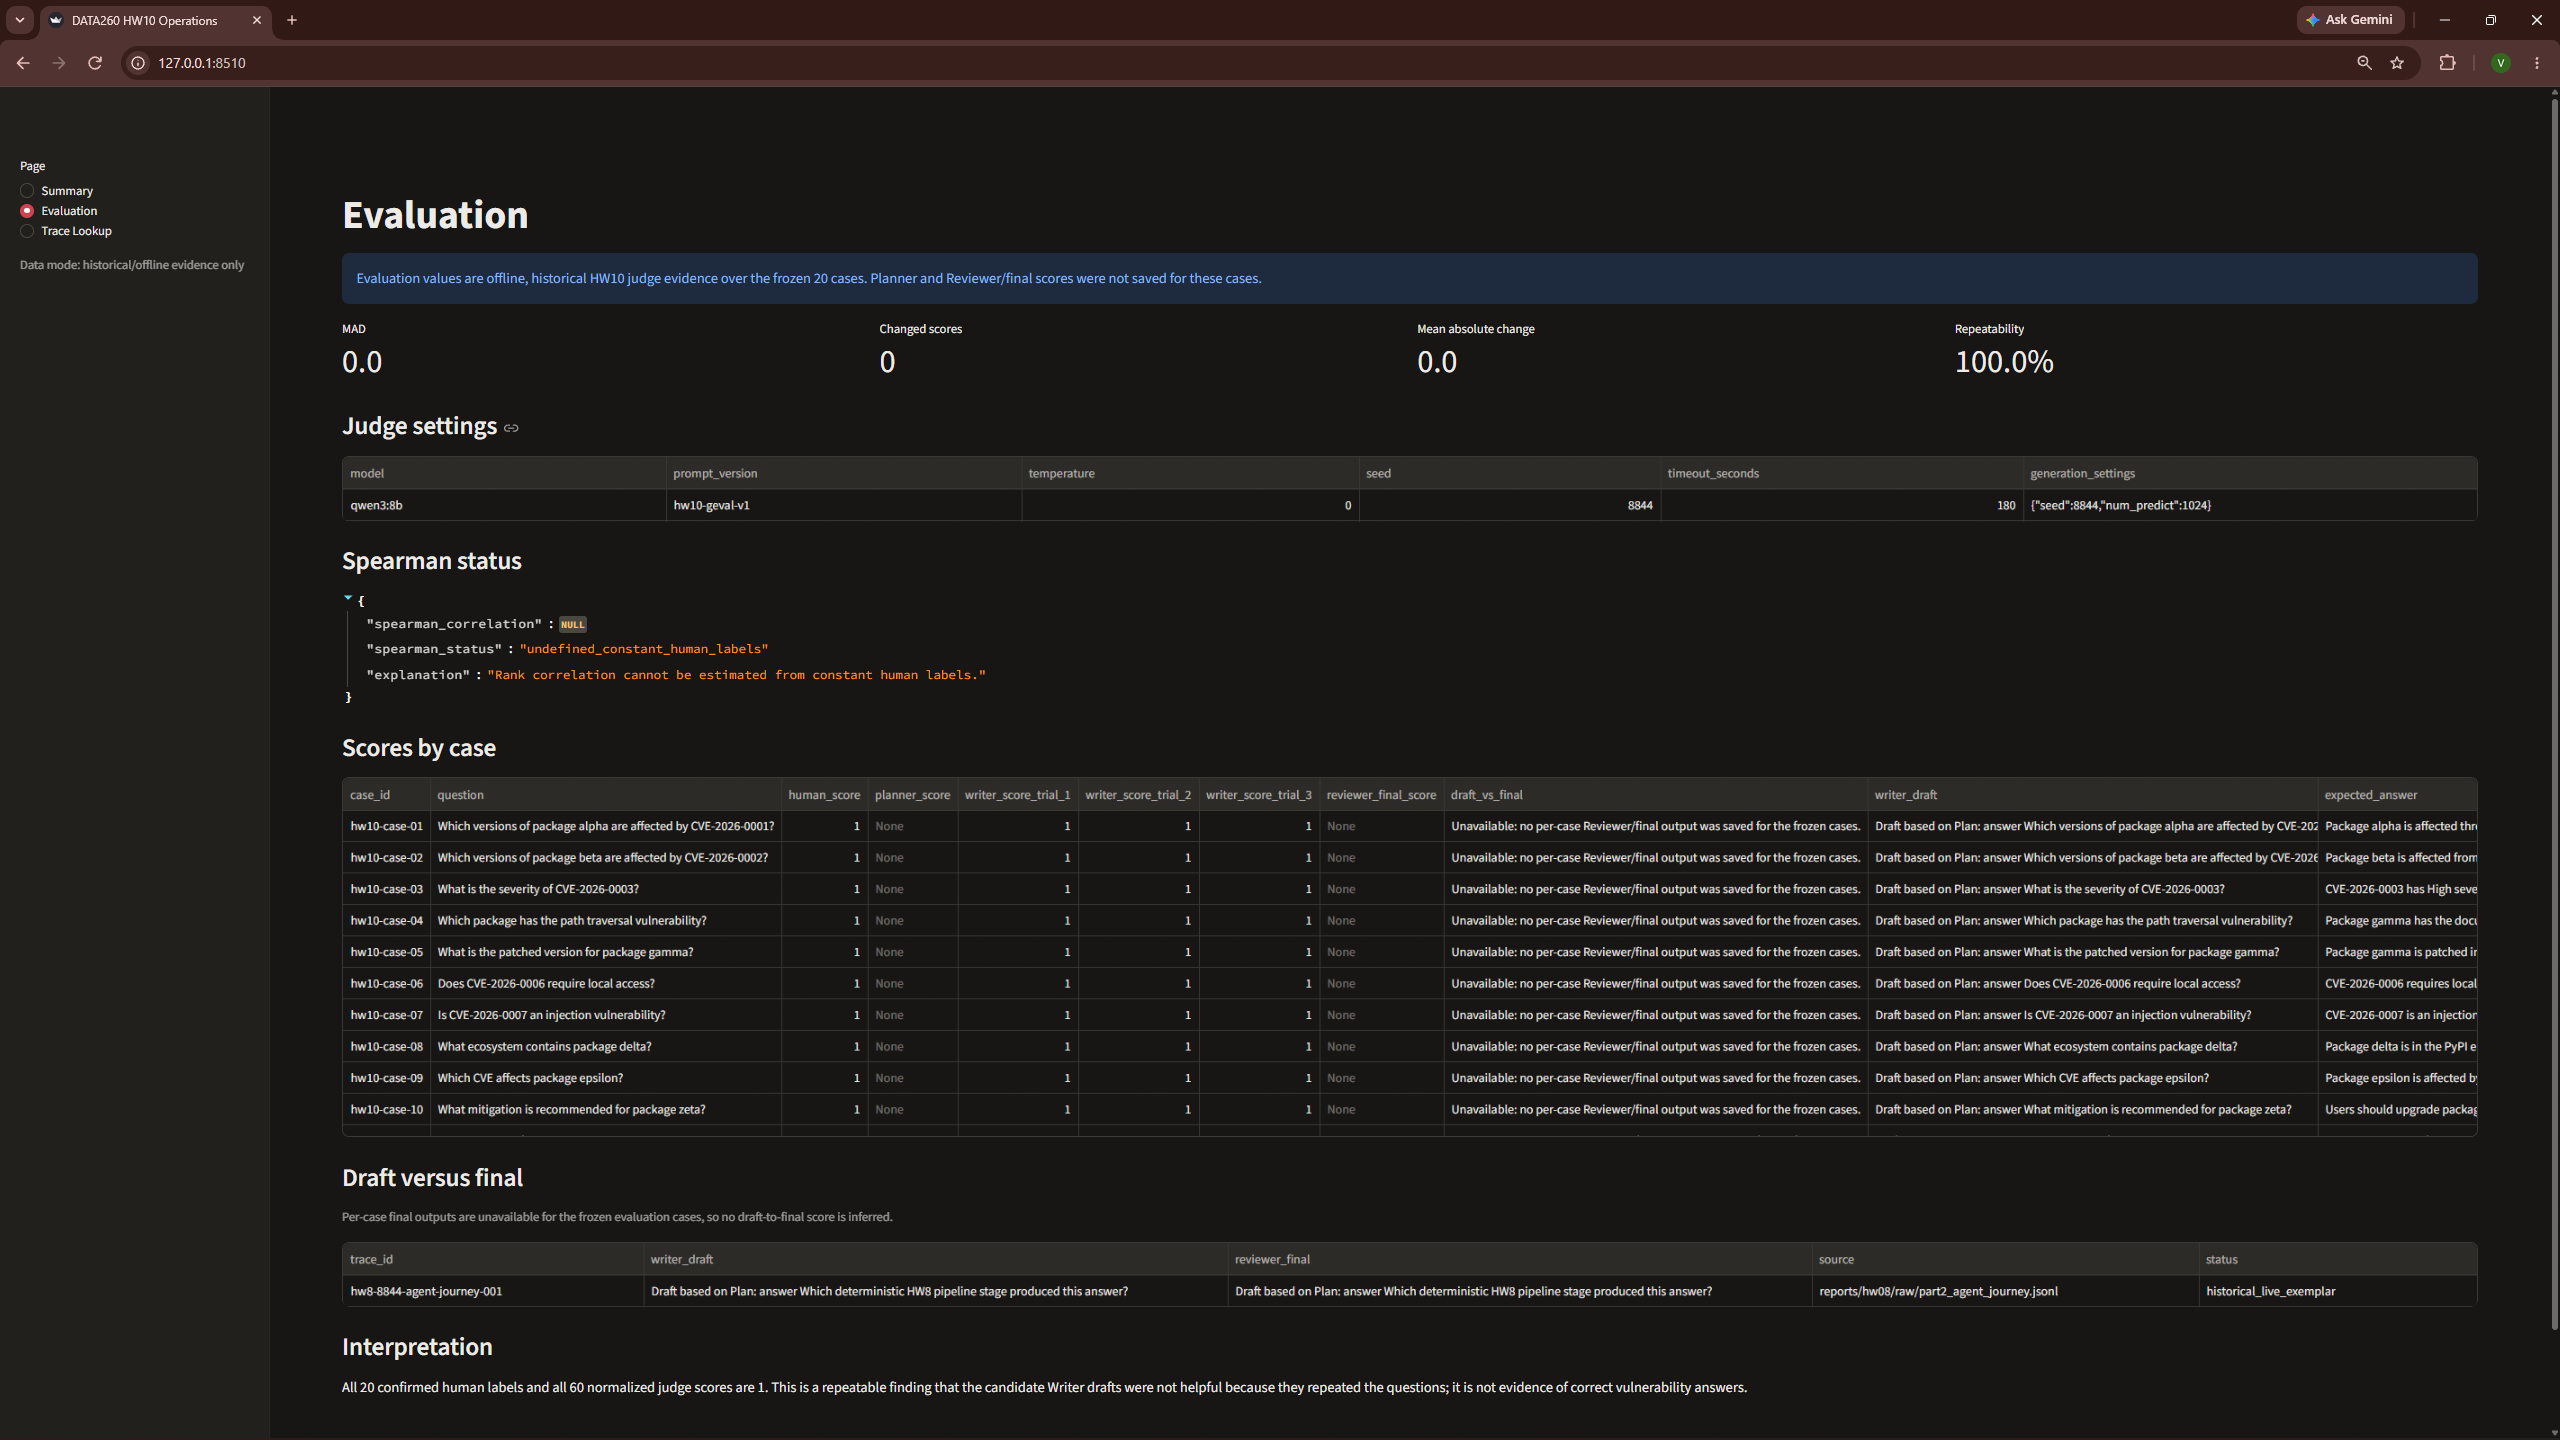 DATA260 HW10 Operations
Ask Gemini
127.0.0.1:8510
V
Page
Summary
Evaluation
Trace Lookup
Data mode: historical/offline evidence only
Evaluation
Evaluation values are offline, historical HW10 judge evidence over the frozen 20 cases. Planner and Reviewer/final scores were not saved for these cases.
MAD Changed scores Mean absolute change Repeatability
0.0 0 0.0 100.0%
Judge settings
model prompt_version temperature seed timeout_seconds generation_settings
qwen3:8b hw10-geval-v1 0 8844 180 {"seed":8844,"num_predict":1024}
Spearman status
{
"spearman_correlation" : NULL
"spearman_status" : "undefined_constant_human_labels"
"explanation" : "Rank correlation cannot be estimated from constant human labels."
}
Scores by case
case_id question human_score planner_score writer_score_trial_1 writer_score_trial_2 writer_score_trial_3 reviewer_final_score draft_vs_final writer_draft expected_answer
hw10-case-01 Which versions of package alpha are affected by CVE-2026-0001? 1 None 1 1 1 None Unavailable: no per-case Reviewer/final output was saved for the frozen cases. Draft based on Plan: answer Which versions of package alpha are affected by CVE-202 Package alpha is affected thr
hw10-case-02 Which versions of package beta are affected by CVE-2026-0002? 1 None 1 1 1 None Unavailable: no per-case Reviewer/final output was saved for the frozen cases. Draft based on Plan: answer Which versions of package beta are affected by CVE-2026 Package beta is affected from
hw10-case-03 What is the severity of CVE-2026-0003? 1 None 1 1 1 None Unavailable: no per-case Reviewer/final output was saved for the frozen cases. Draft based on Plan: answer What is the severity of CVE-2026-0003? CVE-2026-0003 has High seve
hw10-case-04 Which package has the path traversal vulnerability? 1 None 1 1 1 None Unavailable: no per-case Reviewer/final output was saved for the frozen cases. Draft based on Plan: answer Which package has the path traversal vulnerability? Package gamma has the docu
hw10-case-05 What is the patched version for package gamma? 1 None 1 1 1 None Unavailable: no per-case Reviewer/final output was saved for the frozen cases. Draft based on Plan: answer What is the patched version for package gamma? Package gamma is patched in
hw10-case-06 Does CVE-2026-0006 require local access? 1 None 1 1 1 None Unavailable: no per-case Reviewer/final output was saved for the frozen cases. Draft based on Plan: answer Does CVE-2026-0006 require local access? CVE-2026-0006 requires local
hw10-case-07 Is CVE-2026-0007 an injection vulnerability? 1 None 1 1 1 None Unavailable: no per-case Reviewer/final output was saved for the frozen cases. Draft based on Plan: answer Is CVE-2026-0007 an injection vulnerability? CVE-2026-0007 is an injection
hw10-case-08 What ecosystem contains package delta? 1 None 1 1 1 None Unavailable: no per-case Reviewer/final output was saved for the frozen cases. Draft based on Plan: answer What ecosystem contains package delta? Package delta is in the PyPI e
hw10-case-09 Which CVE affects package epsilon? 1 None 1 1 1 None Unavailable: no per-case Reviewer/final output was saved for the frozen cases. Draft based on Plan: answer Which CVE affects package epsilon? Package epsilon is affected by
hw10-case-10 What mitigation is recommended for package zeta? 1 None 1 1 1 None Unavailable: no per-case Reviewer/final output was saved for the frozen cases. Draft based on Plan: answer What mitigation is recommended for package zeta? Users should upgrade packag
Draft versus final
Per-case final outputs are unavailable for the frozen evaluation cases, so no draft-to-final score is inferred.
trace_id writer_draft reviewer_final source status
hw8-8844-agent-journey-001 Draft based on Plan: answer Which deterministic HW8 pipeline stage produced this answer? Draft based on Plan: answer Which deterministic HW8 pipeline stage produced this answer? reports/hw08/raw/part2_agent_journey.jsonl historical_live_exemplar
Interpretation
All 20 confirmed human labels and all 60 normalized judge scores are 1. This is a repeatable finding that the candidate Writer drafts were not helpful because they repeated the questions; it is not evidence of correct vulnerability answers.